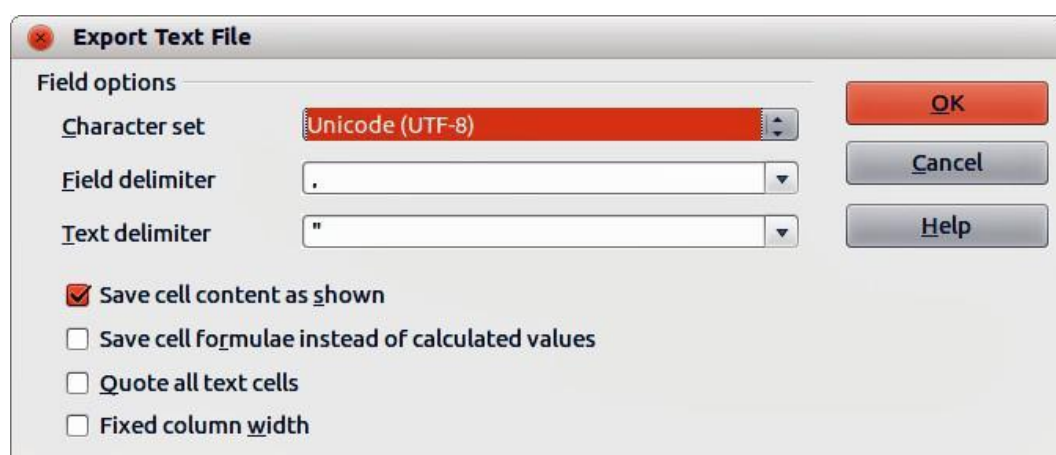 Export Text File
Field options
Character set Unicode (UTF-8)
Field delimiter ,
Text delimiter "
Save cell content as shown
Save cell formulae instead of calculated values
Quote all text cells
Fixed column width
OK
Cancel
Help